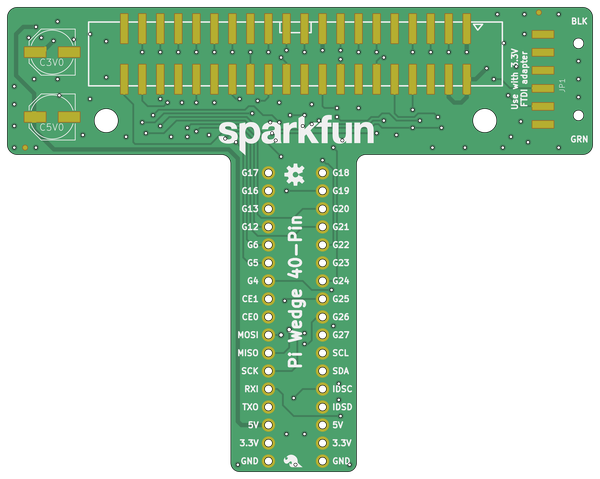 BLK
C3V0
Use with 3.3V
FTDI adapter
JP1
C5V0
sparkfun
GRN
G17 G18
G16 G19
G13 G20
G12 G21
G6 G22
G5 G23
G4 G24
CE1 G25
CE0 G26
MOSI G27
MISO SCL
SCK SDA
RXI IDSC
TXO IDSD
5V 5V
3.3V 3.3V
GND GND
Pi Wedge 40-Pin